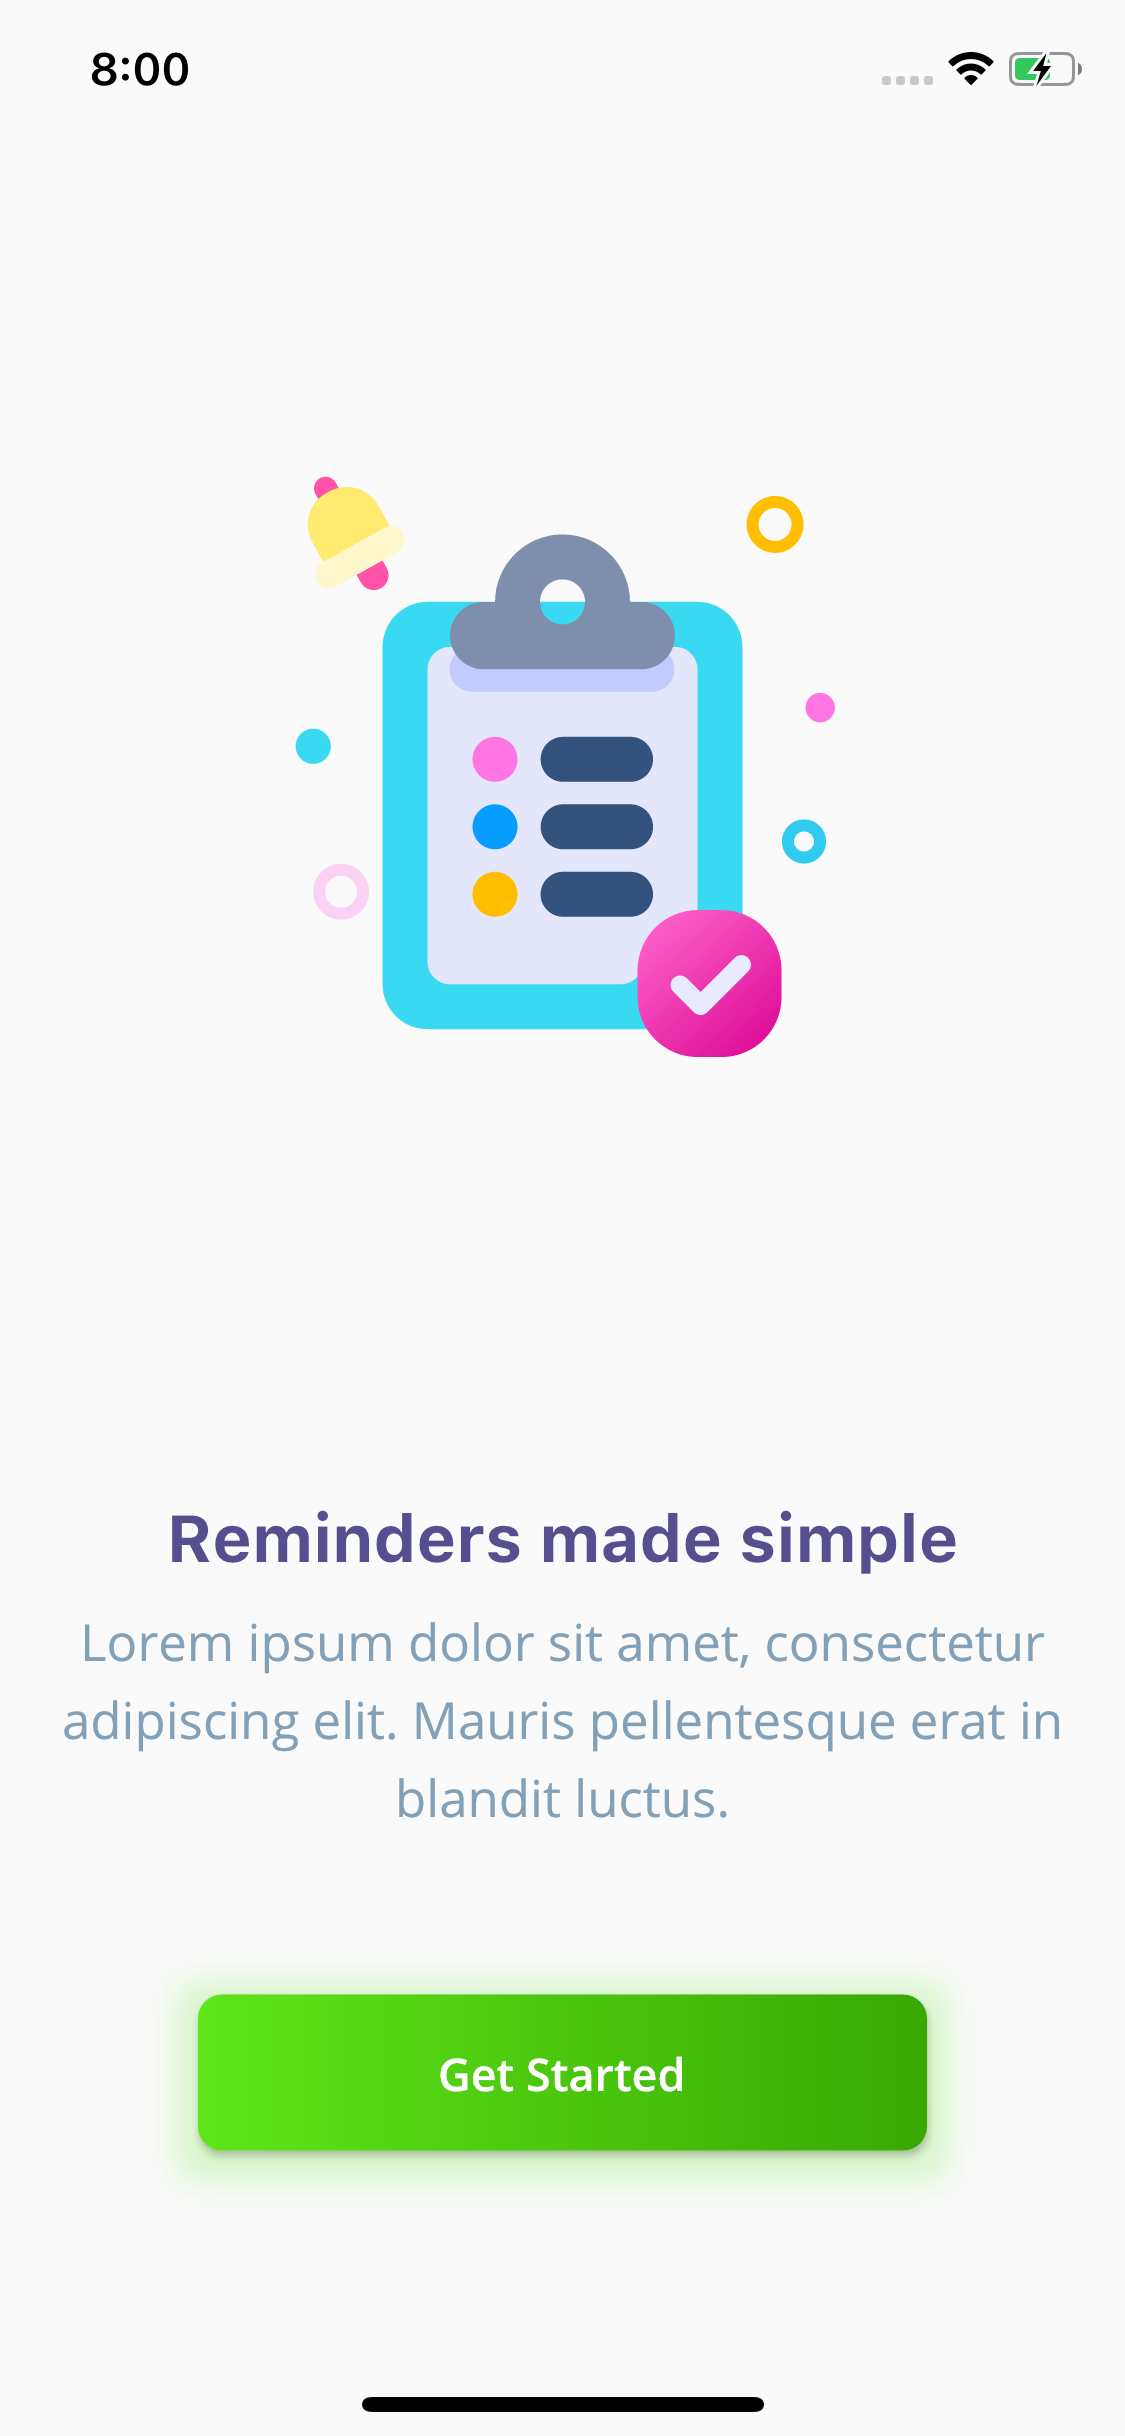 8:00
Reminders made simple
Lorem ipsum dolor sit amet, consectetur
adipiscing elit. Mauris pellentesque erat in
blandit luctus.
Get Started